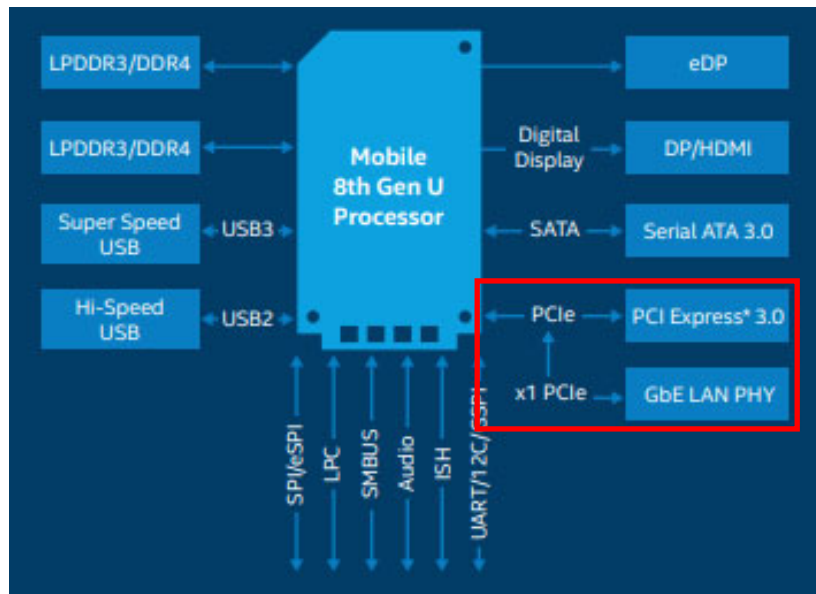 LPDDR3/DDR4
eDP
LPDDR3/DDR4
Mobile
8th Gen U
Processor
Digital
Display
DP/HDMI
Super Speed
USB
USB3
SATA
Serial ATA 3.0
Hi-Speed
USB
USB2
PCIe
PCI Express* 3.0
x1 PCIe
GbE LAN PHY
SPI/eSPI
LPC
SMBUS
Audio
ISH
UART/12C/GSPI